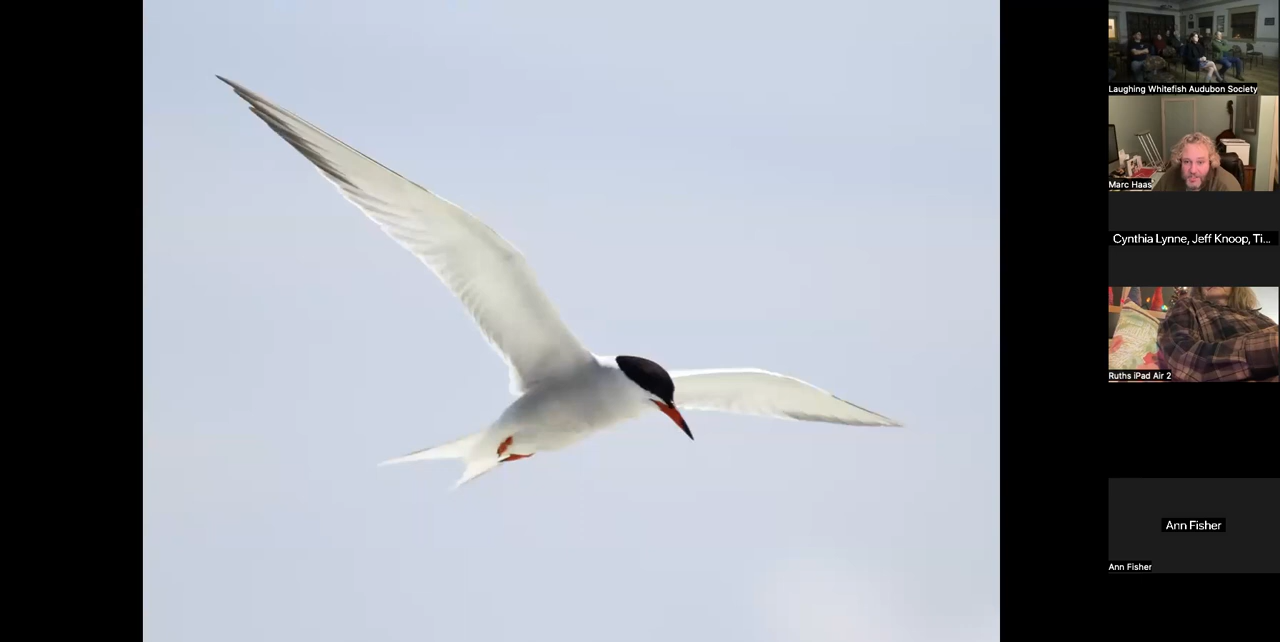 Laughing Whitefish Audubon Society
Marc Haas
Cynthia Lynne, Jeff Knoop, Ti...
Ruths iPad Air 2
Ann Fisher
Ann Fisher